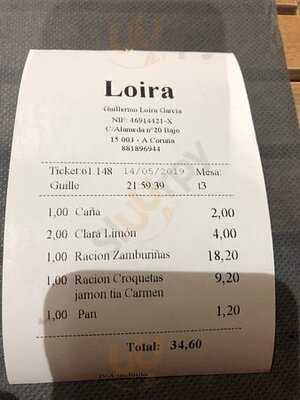 Loira
Guillermo Loira Garcia
NIF: 46914421-X
C/Alameda nº20 Bajo
15.003 - A Coruña
881896944
Ticket:o1.148 14/05/2019 Mesa:
Guille 21:59:39 t3
1,00 Caña 2,00
2,00 Clara Limón 4,00
1,00 Racion Zamburiñas 18,20
1,00 Racion Croquetas 9,20
jamon tia Carmen
1,00 Pan 1,20
Total: 34,60